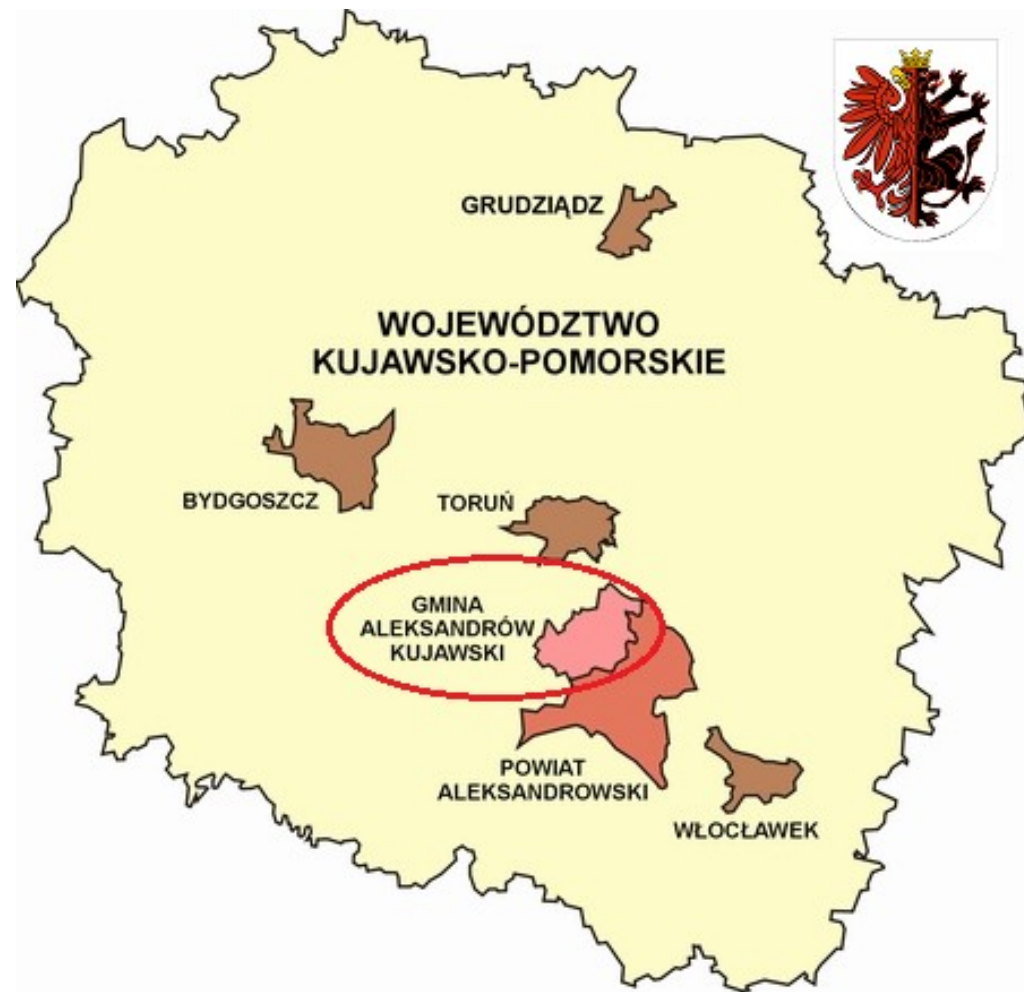 GRUDZIĄDZ
WOJEWÓDZTWO
KUJAWSKO-POMORSKIE
BYDGOSZCZ
TORUŃ
GMINA
ALEKSANDRÓW
KUJAWSKI
POWIAT
ALEKSANDROWSKI
WŁOCŁAWEK